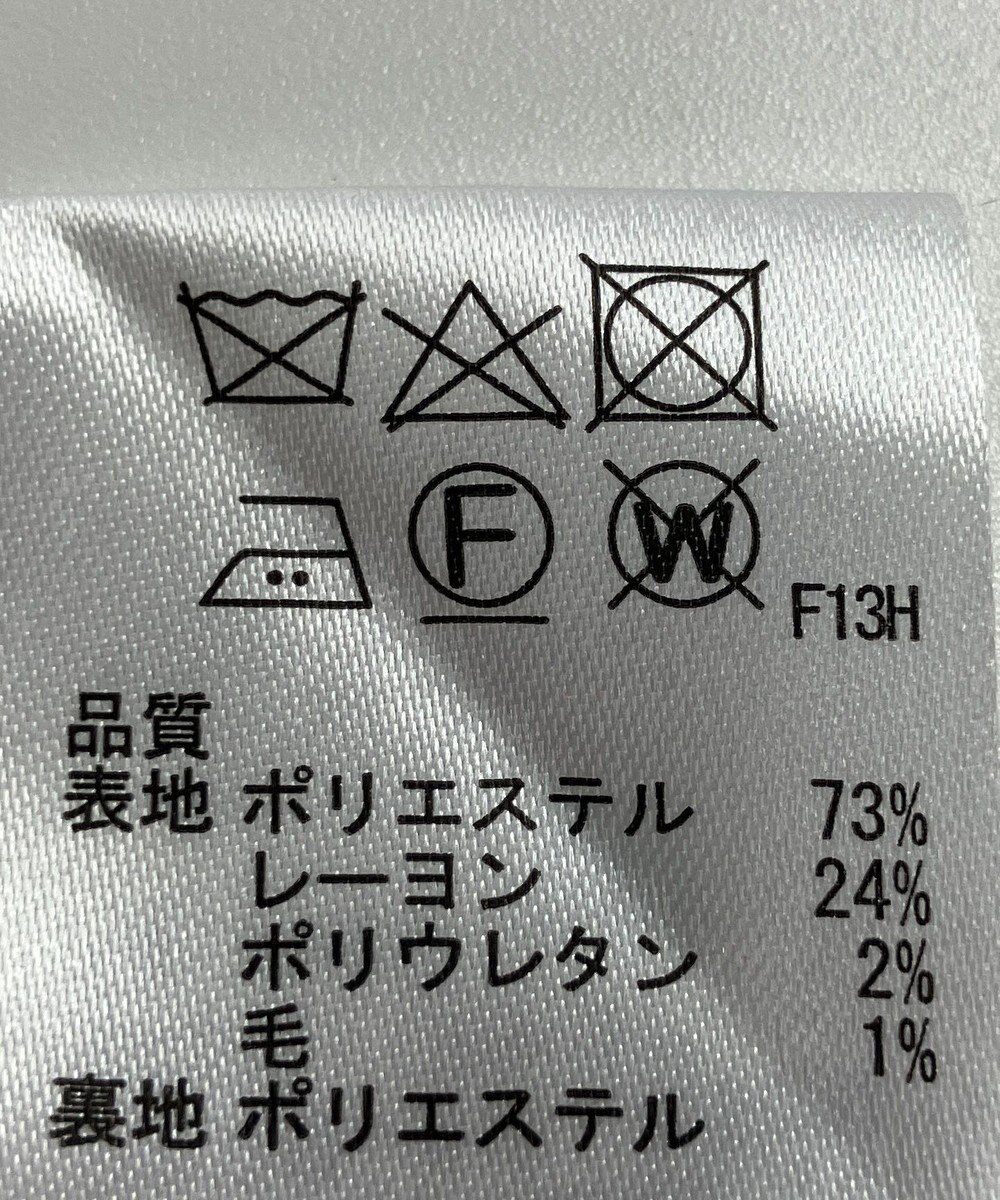 F
W
F13H
品質
表地 ポリエステル 73%
レーヨン 24%
ポリウレタン 2%
毛 1%
裏地 ポリエステル